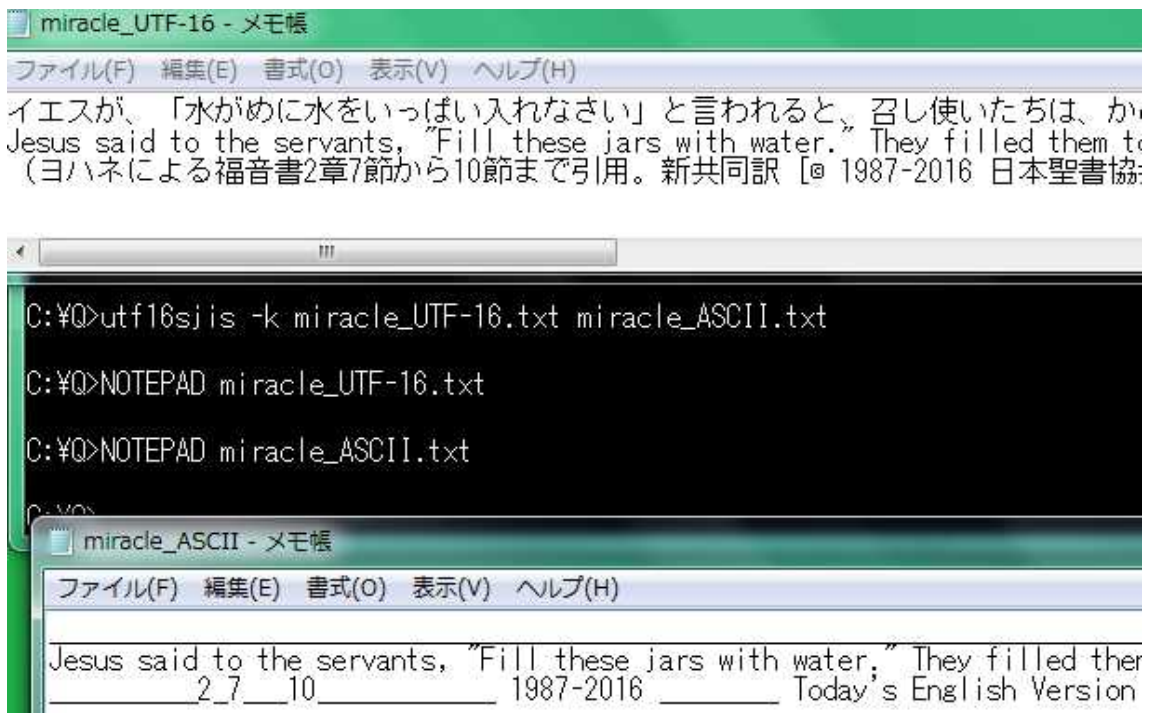 miracle_UTF-16 - メモ帳
ファイル(F) 編集(E) 書式(O) 表示(V) ヘルプ(H)
イエスが、「水がめに水をいっぱい入れなさい」と言われると、召し使いたちは、か
Jesus said to the servants, "Fill these jars with water." They filled them to
(ヨハネによる福音書2章7節から10節まで引用。新共同訳 [© 1987-2016 日本聖書協
C:¥Q>utf16sjis -k miracle_UTF-16.txt miracle_ASCII.txt
C:¥Q>NOTEPAD miracle_UTF-16.txt
C:¥Q>NOTEPAD miracle_ASCII.txt
C:¥Q>
miracle_ASCII - メモ帳
ファイル(F) 編集(E) 書式(O) 表示(V) ヘルプ(H)
Jesus said to the servants, "Fill these jars with water." They filled
__________2_7___10____________ 1987-2016 ________ Today's English Version